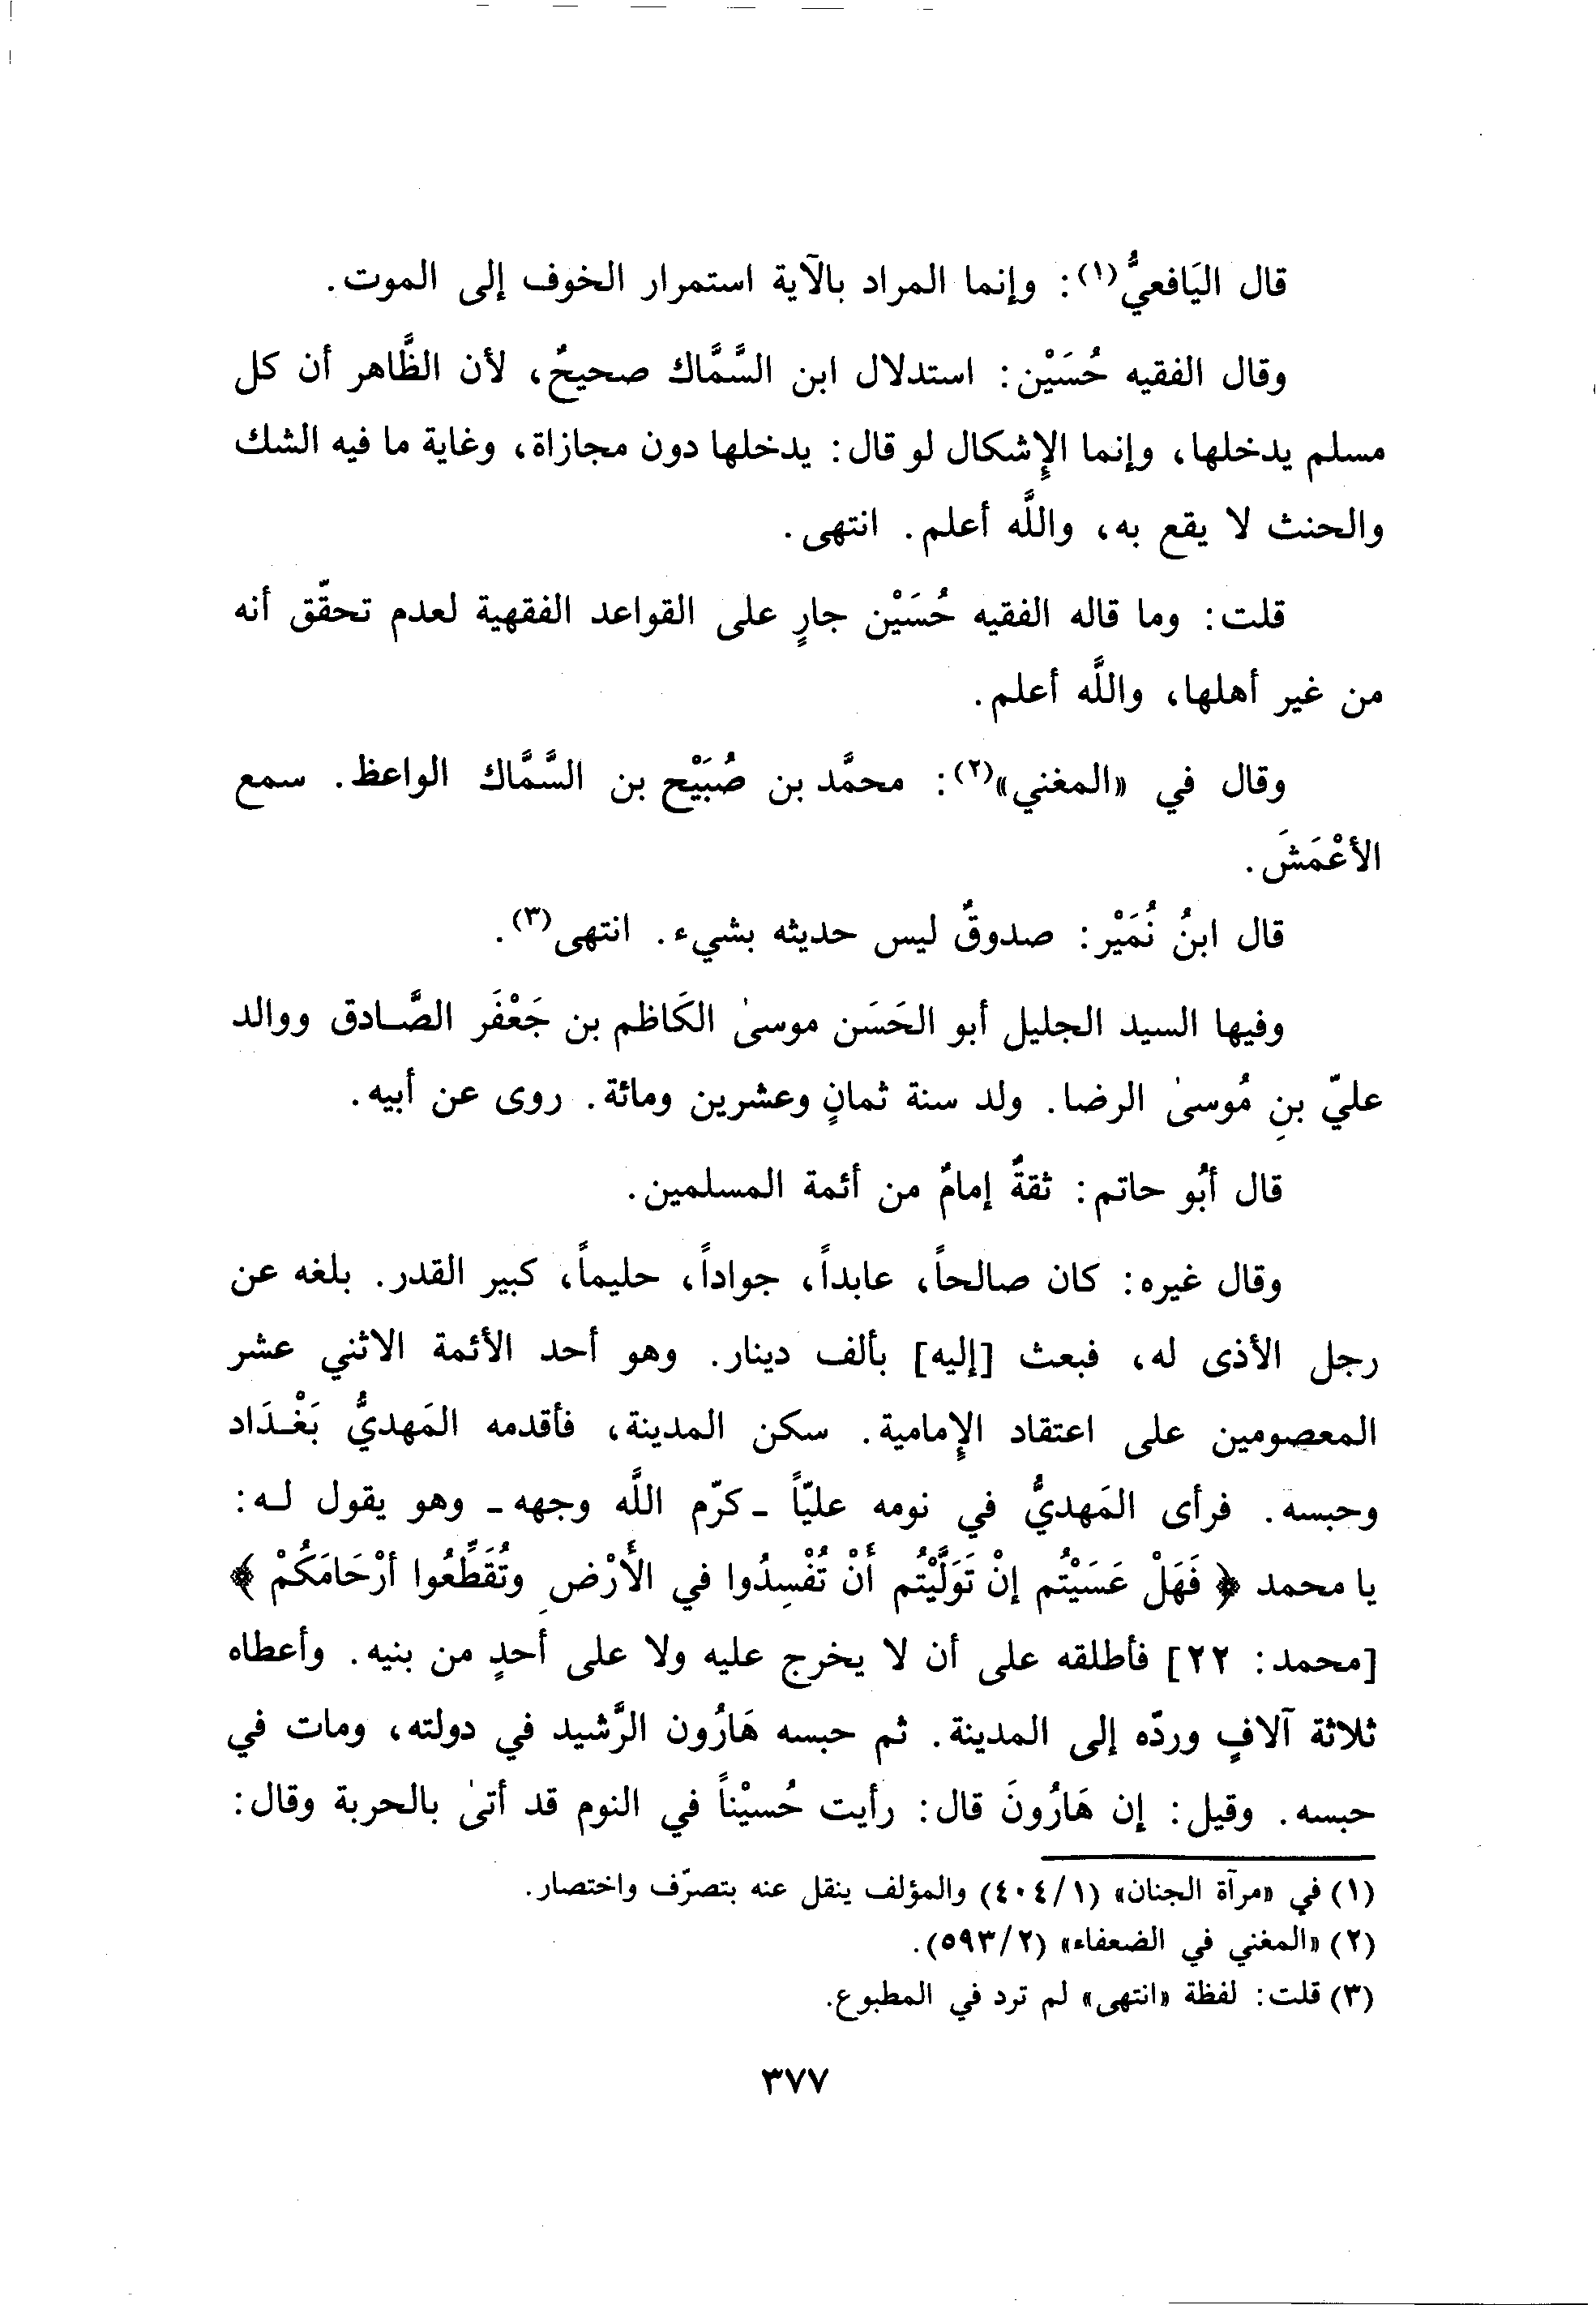 قال اليَافعيُّ(١): وإنما المراد بالآية استمرار الخوف إلى الموت.
وقال الفقيه حُسَيْن: استدلال ابن السَّمَّاك صحيحٌ، لأن الظَّاهر أن كل
مسلم يدخلها، وإنما الإِشكال لو قال: يدخلها دون مجازاة، وغاية ما فيه الشك
والحنث لا يقع به، واللَّه أعلم. انتهى.
قلت: وما قاله الفقيه حُسَيْن جارٍ على القواعد الفقهية لعدم تحقّق أنه
من غير أهلها، واللَّه أعلم.
وقال في «المغني»(٢): محمَّد بن صُبَيْح بن السَّمَّاك الواعظ. سمع
الأعْمَشَ.
قال ابنُ نُمَيْر: صدوقٌ ليس حديثه بشيء. انتهى(٣).
وفيها السيد الجليل أبو الحَسَن موسىٰ الكَاظم بن جَعْفَر الصَّادق ووالد
عليّ بنِ مُوسىٰ الرضا. ولد سنة ثمانٍ وعشرين ومائة. روى عن أبيه.
قال أبُو حاتم: ثقةٌ إمامٌ من أئمة المسلمين.
وقال غيره: كان صالحاً، عابداً، جواداً، حليماً، كبير القدر. بلغه عن
رجل الأذى له، فبعث [إليه] بألف دينار. وهو أحد الأئمة الاثني عشر
المعصومين على اعتقاد الإِمامية. سكن المدينة، فأقدمه المَهديُّ بَغْدَاد
وحبسه. فرأى المَهديُّ في نومه عليّاً ـ كرّم اللَّه وجهه ـ وهو يقول له:
يا محمد ﴿ فَهَلْ عَسَيْتُم إنْ تَوَلَّيْتُم أَنْ تُفْسِدُوا في الأَرْضِ وتُقَطِّعُوا أرْحَامَكُمْ ﴾
[محمد: ٢٢] فأطلقه على أن لا يخرج عليه ولا على أحدٍ من بنيه. وأعطاه
ثلاثة آلافٍ وردّه إلى المدينة. ثم حبسه هَارُون الرَّشيد في دولته، ومات في
حبسه. وقيل: إن هَارُونَ قال: رأيت حُسيْناً في النوم قد أتىٰ بالحربة وقال:
(١) في «مرآة الجنان» (١/٤٠٤) والمؤلف ينقل عنه بتصرّف واختصار.
(٢) «المغني في الضعفاء» (٢/٥٩٣).
(٣) قلت: لفظة «انتهى» لم ترد في المطبوع.
٣٧٧